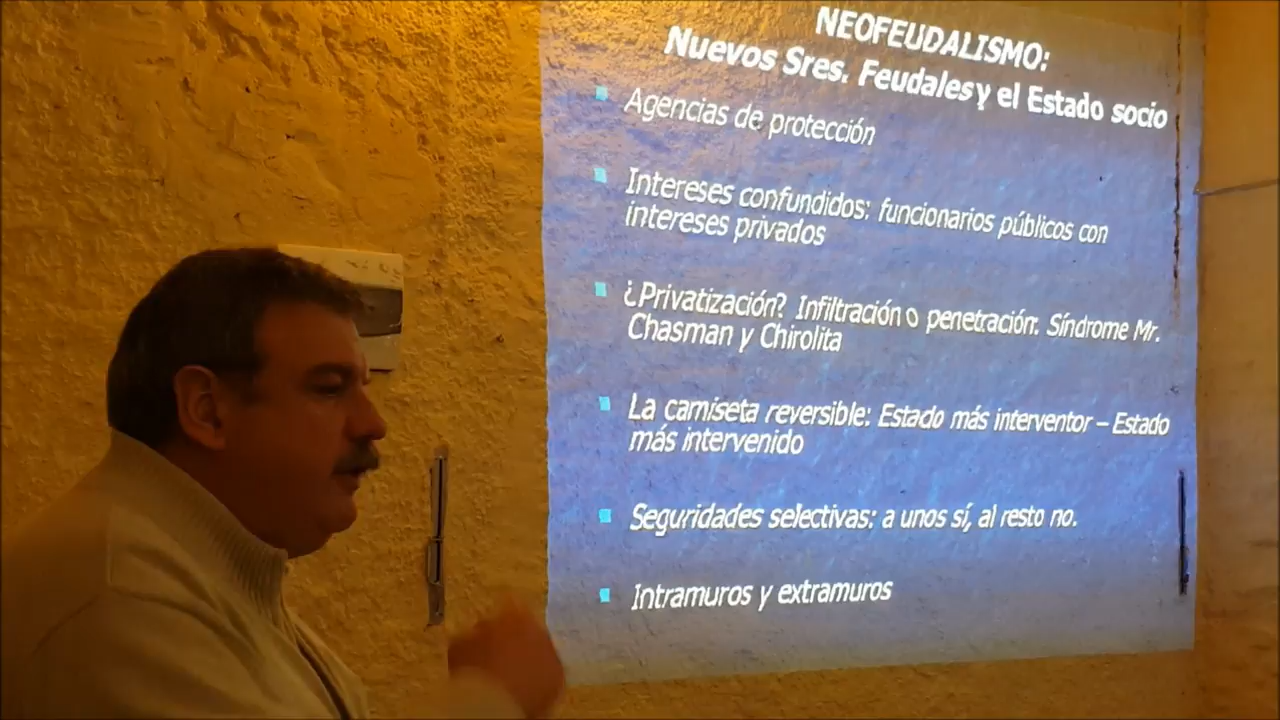 NEOFEUDALISMO:
Nuevos Sres. Feudales y el Estado socio
Agencias de protección
Intereses confundidos: funcionarios públicos con
intereses privados
¿Privatización? Infiltración o penetración: Síndrome Mr.
Chasman y Chirolita
La camiseta reversible: Estado más interventor – Estado
más intervenido
Seguridades selectivas: a unos sí, al resto no.
Intramuros y extramuros